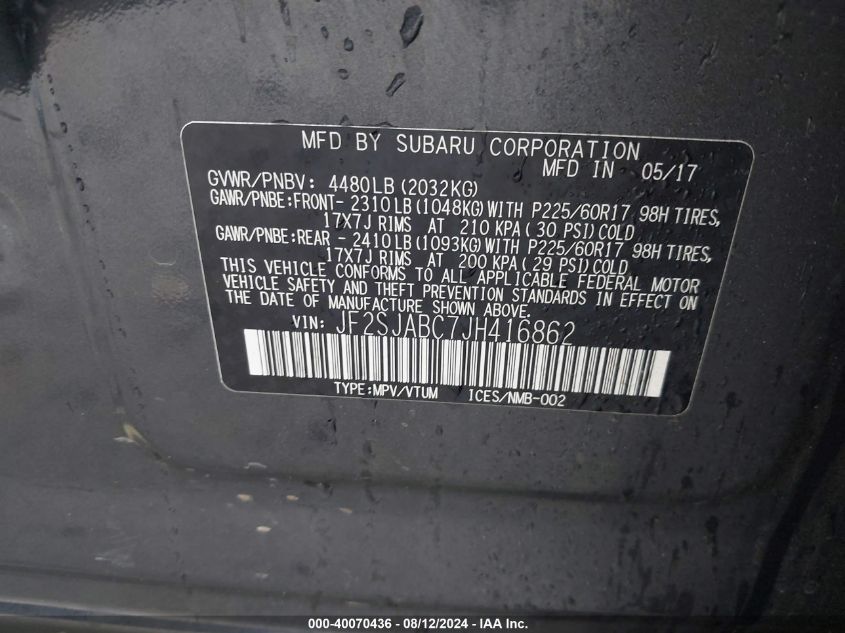 MFD BY SUBARU CORPORATION
MFD IN 05/17
GVWR/PNBV: 4480LB (2032KG)
GAWR/PNBE:FRONT- 2310LB (1048KG) WITH P225/60R17 98H TIRES,
17X7J RIMS AT 210 KPA (30 PSI) COLD
GAWR/PNBE:REAR - 2410LB (1093KG) WITH P225/60R17 98H TIRES,
17X7J RIMS AT 200 KPA (29 PSI) COLD
THIS VEHICLE CONFORMS TO ALL APPLICABLE FEDERAL MOTOR
VEHICLE SAFETY AND THEFT PREVENTION STANDARDS IN EFFECT ON
THE DATE OF MANUFACTURE SHOWN ABOVE.
VIN: JF2SJABC7JH416862
TYPE:MPV/VTUM ICES/NMB-002
000-40070436 - 08/12/2024 - IAA Inc.